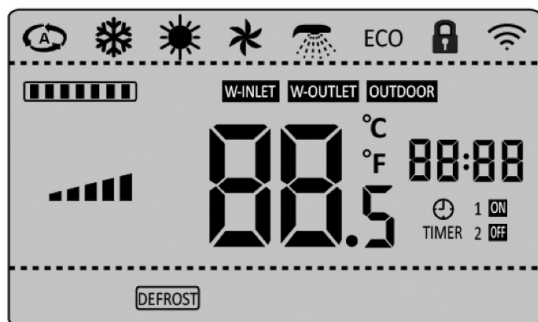 A ECO
W-INLET W-OUTLET OUTDOOR
88.5 °C
°F
88:88
1 ON
TIMER 2 OFF
DEFROST